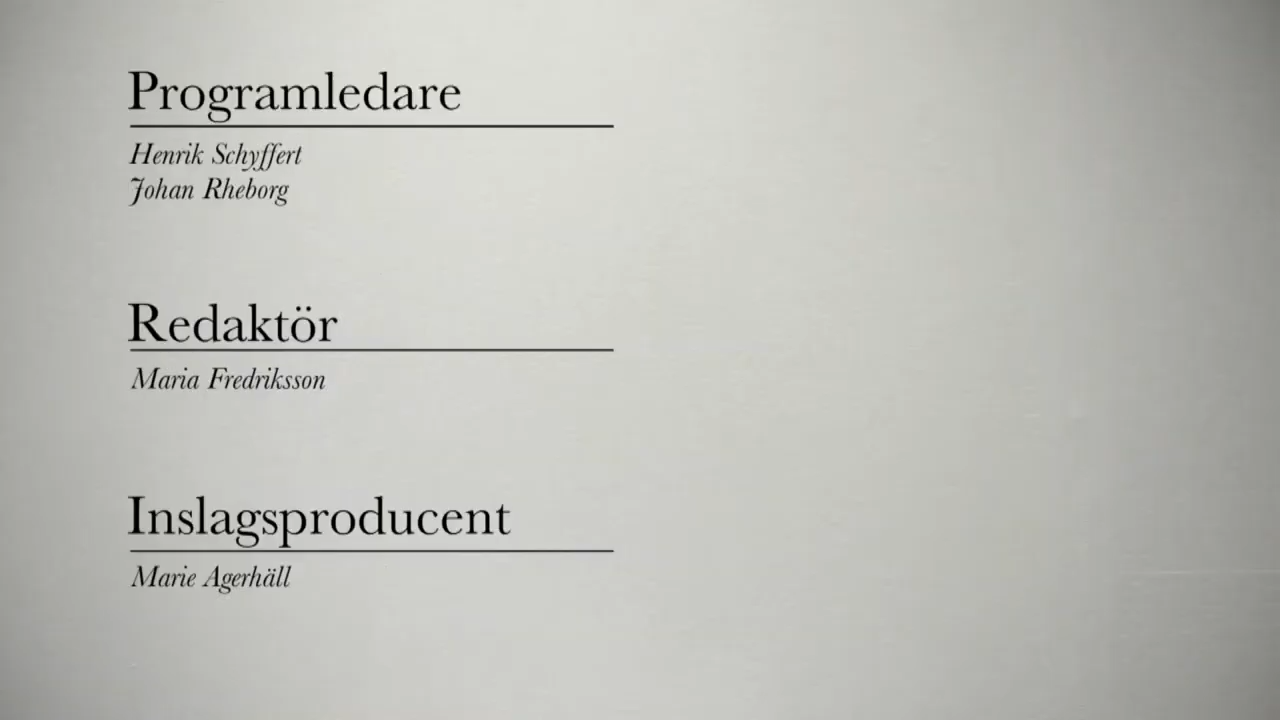 Programledare
Henrik Schyffert
Johan Rheborg
Redaktör
Maria Fredriksson
Inslagsproducent
Marie Agerhäll